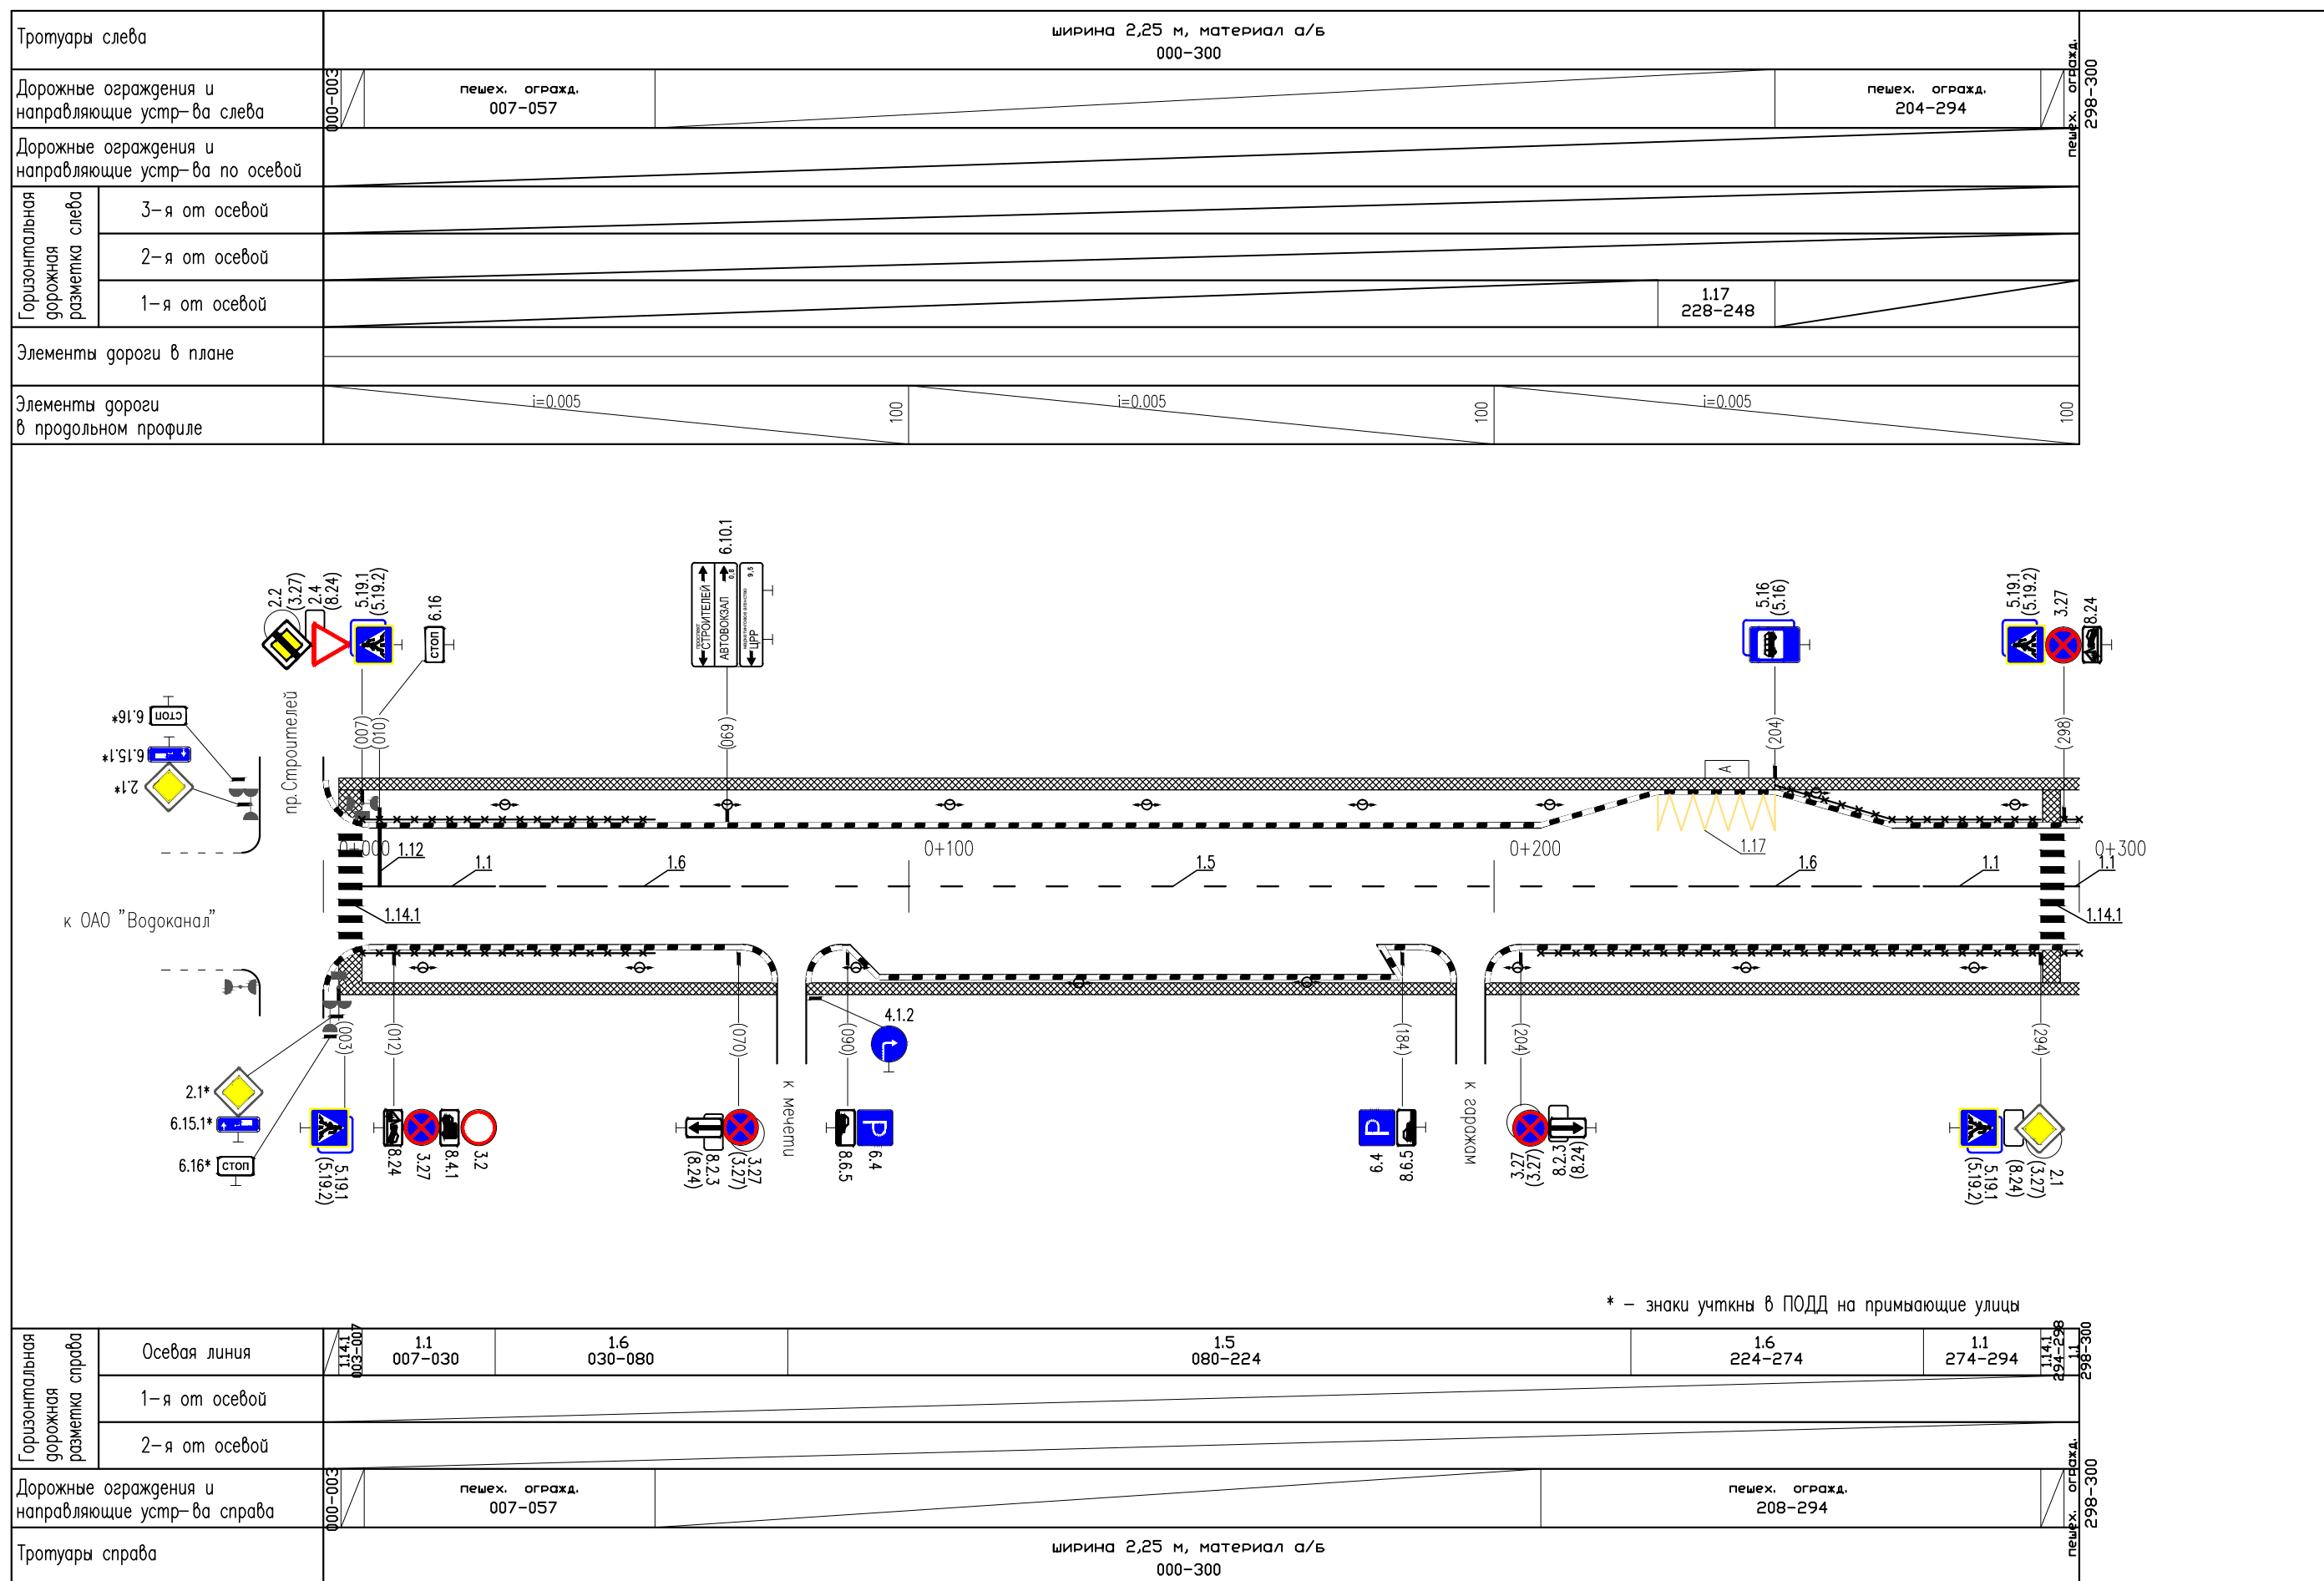 Тротуары слева
ширина 2,25 м, материал а/б
000-300
Дорожные ограждения и
направляющие устр-ва слева
000-003
пешех. огражд.
007-057
пешех. огражд.
204-294
пешех. огражд.
298-300
Дорожные ограждения и
направляющие устр-ва по осевой
Горизонтальная
дорожная
разметка слева
3-я от осевой
2-я от осевой
1-я от осевой
1.17
228-248
Элементы дороги в плане
Элементы дороги
в продольном профиле
i=0.005
100
i=0.005
100
i=0.005
100
2.2
(3.27)
2.4
(8.24)
5.19.1
(5.19.2)
6.16
стоп
6.10.1
проспект
СТРОИТЕЛЕЙ
АВТОВОКЗАЛ
0,8
ЦРР
9,5
5.16
(5.16)
5.19.1
(5.19.2)
3.27
8.24
6.16*
стоп
6.15.1*
2.1*
пр. Строителей
(007)
(010)
(069)
(204)
(298)
А
0+000
1.12
1.1
1.6
0+100
1.5
0+200
1.17
1.6
1.1
0+300
1.1
1.14.1
1.14.1
к ОАО "Водоканал"
(003)
(012)
(070)
(090)
4.1.2
(184)
(204)
(294)
к мечети
к гаражам
2.1*
6.15.1*
6.16*
стоп
5.19.1
(5.19.2)
8.24
3.27
8.4.1
3.2
(8.24)
8.2.3
(3.27)
3.27
8.6.5
6.4
P
P
6.4
8.6.5
3.27
(3.27)
8.2.3
(8.24)
(5.19.2)
5.19.1
(8.24)
(3.27)
2.1
* - знаки учткны в ПОДД на примыающие улицы
Горизонтальная
дорожная
разметка справа
Осевая линия
1.14.1
003-007
1.1
007-030
1.6
030-080
1.5
080-224
1.6
224-274
1.1
274-294
1.14.1
294-298
1.1
298-300
1-я от осевой
2-я от осевой
Дорожные ограждения и
направляющие устр-ва справа
000-003
пешех. огражд.
007-057
пешех. огражд.
208-294
пешех. огражд.
298-300
Тротуары справа
ширина 2,25 м, материал а/б
000-300